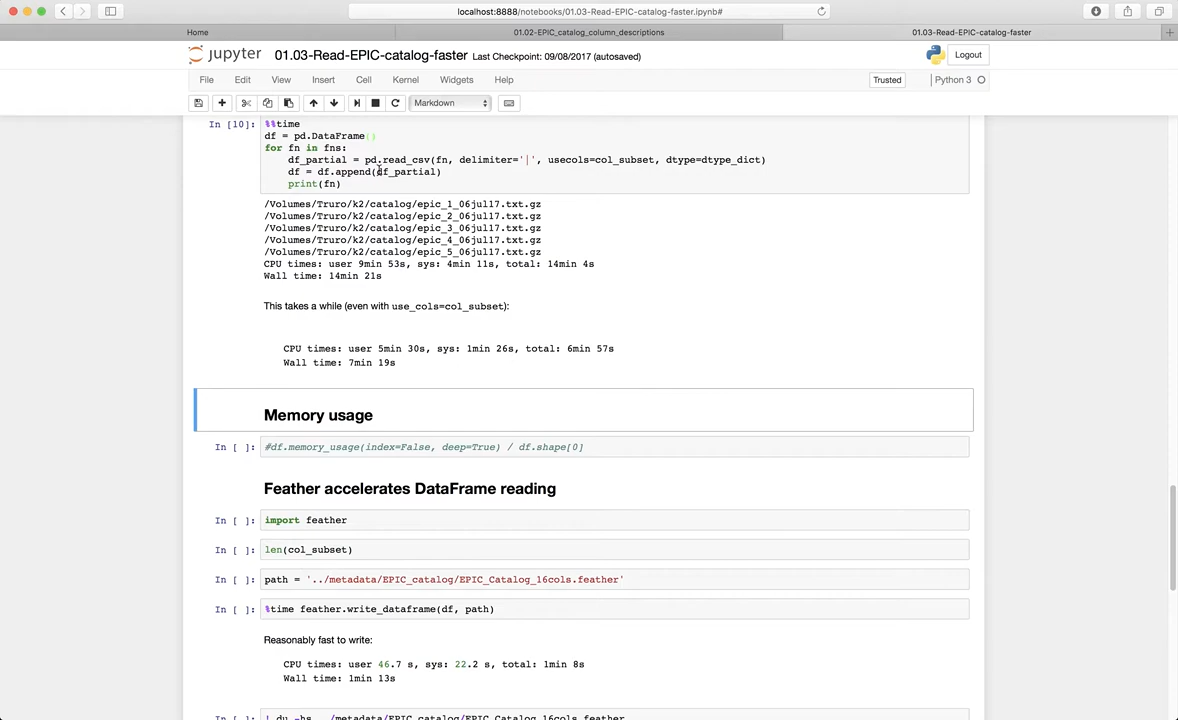 localhost:8888/notebooks/01.03-Read-EPIC-catalog-faster.ipynb#
Home
01.02-EPIC_catalog_column_descriptions
01.03-Read-EPIC-catalog-faster
jupyter 01.03-Read-EPIC-catalog-faster Last Checkpoint: 09/08/2017 (autosaved)
Logout
File Edit View Insert Cell Kernel Widgets Help
Trusted
Python 3
Markdown
In [10]: %%time
df = pd.DataFrame()
for fn in fns:
df_partial = pd.read_csv(fn, delimiter='|', usecols=col_subset, dtype=dtype_dict)
df = df.append(df_partial)
print(fn)
/Volumes/Truro/k2/catalog/epic_1_06jul17.txt.gz
/Volumes/Truro/k2/catalog/epic_2_06jul17.txt.gz
/Volumes/Truro/k2/catalog/epic_3_06jul17.txt.gz
/Volumes/Truro/k2/catalog/epic_4_06jul17.txt.gz
/Volumes/Truro/k2/catalog/epic_5_06jul17.txt.gz
CPU times: user 9min 53s, sys: 4min 11s, total: 14min 4s
Wall time: 14min 21s
This takes a while (even with use_cols=col_subset):
CPU times: user 5min 30s, sys: 1min 26s, total: 6min 57s
Wall time: 7min 19s
Memory usage
In [ ]: #df.memory_usage(index=False, deep=True) / df.shape[0]
Feather accelerates DataFrame reading
In [ ]: import feather
In [ ]: len(col_subset)
In [ ]: path = '../metadata/EPIC_catalog/EPIC_Catalog_16cols.feather'
In [ ]: %time feather.write_dataframe(df, path)
Reasonably fast to write:
CPU times: user 46.7 s, sys: 22.2 s, total: 1min 8s
Wall time: 1min 13s
In [ ]: ! du -hs ../metadata/EPIC_catalog/EPIC_Catalog_16cols.feather